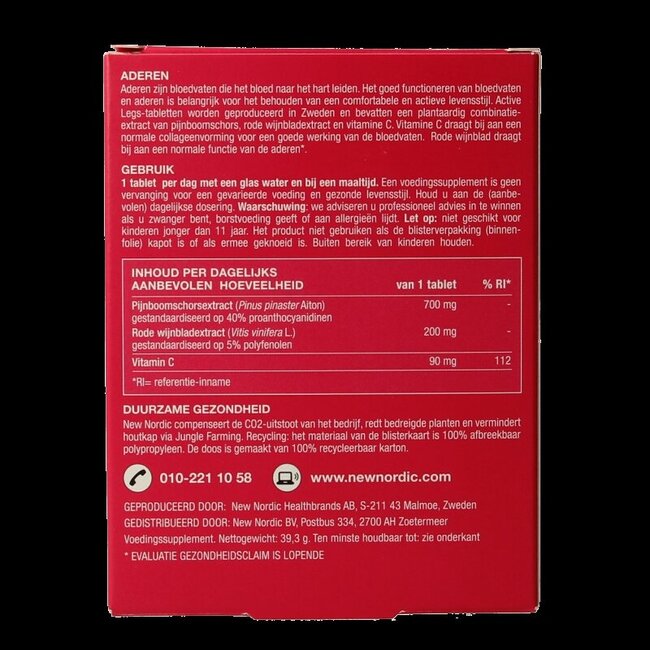 ADEREN
Aderen zijn bloedvaten die het bloed naar het hart leiden. Het goed functioneren van bloedvaten
en aderen is belangrijk voor het behouden van een comfortabele en actieve levensstijl. Active
Legs-tabletten worden geproduceerd in Zweden en bevatten een plantaardig combinatie-
extract van pijnboomschors, rode wijnbladextract en vitamine C. Vitamine C draagt bij aan een
normale collageenvorming voor een goede werking van de bloedvaten. Rode wijnblad draagt
bij aan een normale functie van de aderen*.
GEBRUIK
1 tablet per dag met een glas water en bij een maaltijd. Een voedingssupplement is geen
vervanging voor een gevarieerde voeding en gezonde levensstijl. Houd u aan de (aanbe-
volen) dagelijkse dosering. Waarschuwing: we adviseren u professioneel advies in te winnen
als u zwanger bent, borstvoeding geeft of aan allergieën lijdt. Let op: niet geschikt voor
kinderen jonger dan 11 jaar. Het product niet gebruiken als de blisterverpakking (binnen-
folie) kapot is of als ermee geknoeid is. Buiten bereik van kinderen houden.
INHOUD PER DAGELIJKS
AANBEVOLEN HOEVEELHEID van 1 tablet % RI*
Pijnboomschorsextract (Pinus pinaster Aiton) 700 mg -
gestandaardiseerd op 40% proanthocyanidinen
Rode wijnbladextract (Vitis vinifera L.) 200 mg -
gestandaardiseerd op 5% polyfenolen
Vitamin C 90 mg 112
*RI= referentie-inname
DUURZAME GEZONDHEID
New Nordic compenseert de CO2-uitstoot van het bedrijf, redt bedreigde planten en vermindert
houtkap via Jungle Farming. Recycling: het materiaal van de blisterkaart is 100% afbreekbaar
polypropyleen. De doos is gemaakt van 100% recycleerbaar karton.
010-221 10 58 www.newnordic.com
GEPRODUCEERD DOOR: New Nordic Healthbrands AB, S-211 43 Malmoe, Zweden
GEDISTRIBUEERD DOOR: New Nordic BV, Postbus 334, 2700 AH Zoetermeer
Voedingssupplement. Nettogewicht: 39,3 g. Ten minste houdbaar tot: zie onderkant
* EVALUATIE GEZONDHEIDSCLAIM IS LOPENDE